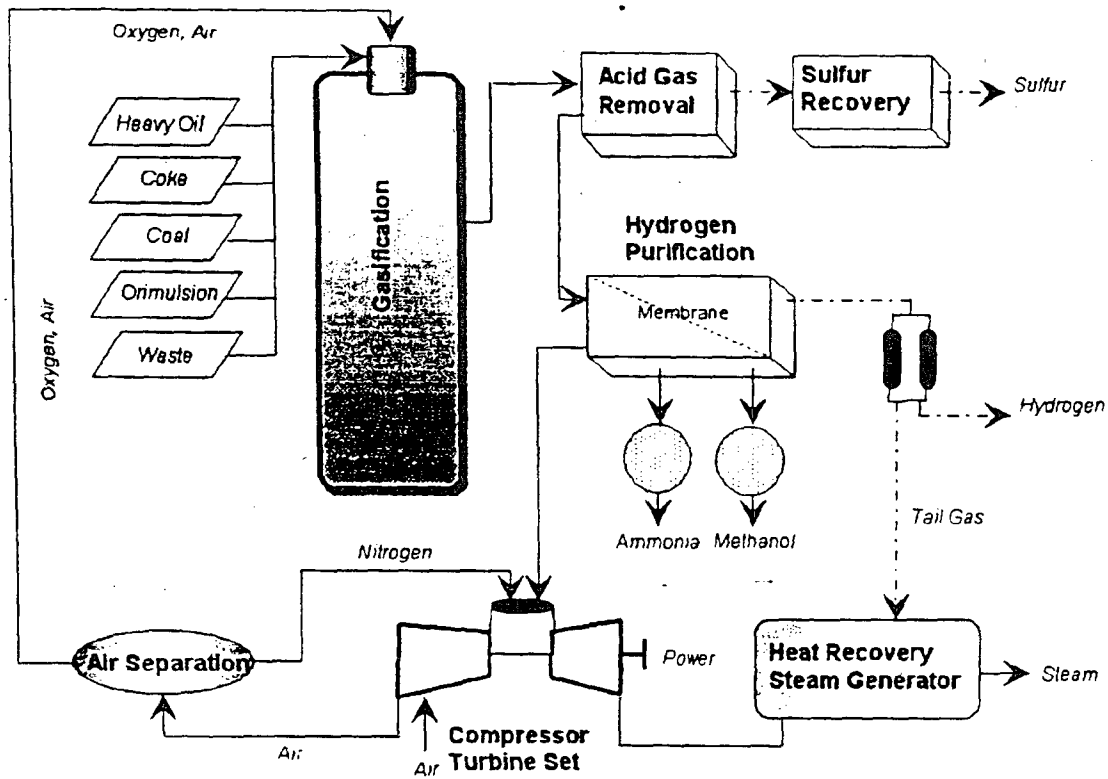 Oxygen, Air
Heavy Oil
Coke
Coal
Orimulsion
Waste
Oxygen, Air
Gasification
Acid Gas
Removal
Sulfur
Recovery
Sulfur
Hydrogen
Purification
Membrane
Hydrogen
Ammonia
Methanol
Tail Gas
Nitrogen
Air Separation
Power
Heat Recovery
Steam Generator
Steam
Air
Air
Compressor
Turbine Set